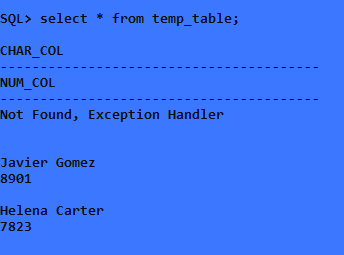 SQL> select * from temp_table;
CHAR_COL
----------------------------------------
NUM_COL
----------------------------------------
Not Found, Exception Handler
Javier Gomez
8901
Helena Carter
7823